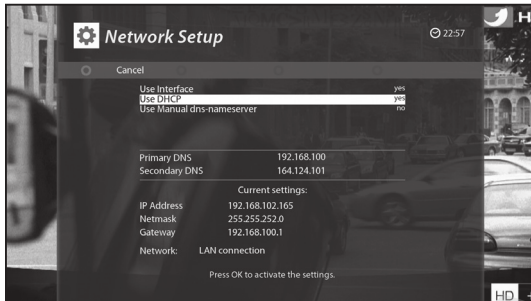 Network Setup
22:57
Cancel
Use Interface yes
Use DHCP yes
Use Manual dns-nameserver no
Primary DNS 192.168.100
Secondary DNS 164.124.101
Current settings:
IP Address 192.168.102.165
Netmask 255.255.252.0
Gateway 192.168.100.1
Network: LAN connection
Press OK to activate the settings.
H
HD